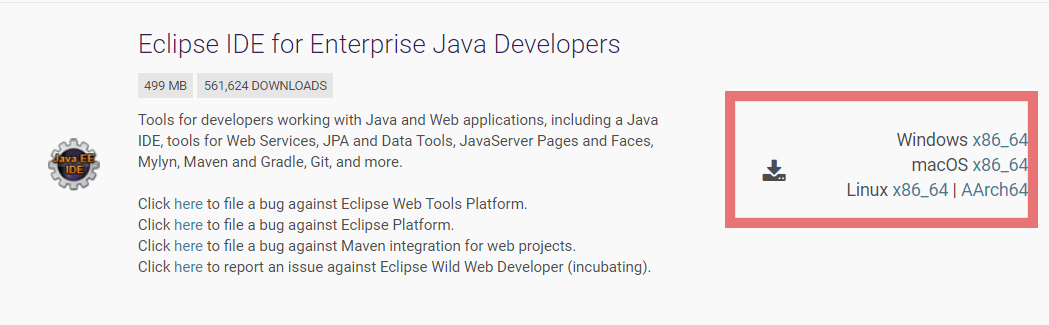 Eclipse IDE for Enterprise Java Developers
499 MB 561,624 DOWNLOADS
Tools for developers working with Java and Web applications, including a Java
IDE, tools for Web Services, JPA and Data Tools, JavaServer Pages and Faces,
Mylyn, Maven and Gradle, Git, and more.
Java EE
IDE
Click here to file a bug against Eclipse Web Tools Platform.
Click here to file a bug against Eclipse Platform.
Click here to file a bug against Maven integration for web projects.
Click here to report an issue against Eclipse Wild Web Developer (incubating).
Windows x86_64
macOS x86_64
Linux x86_64 | AArch64